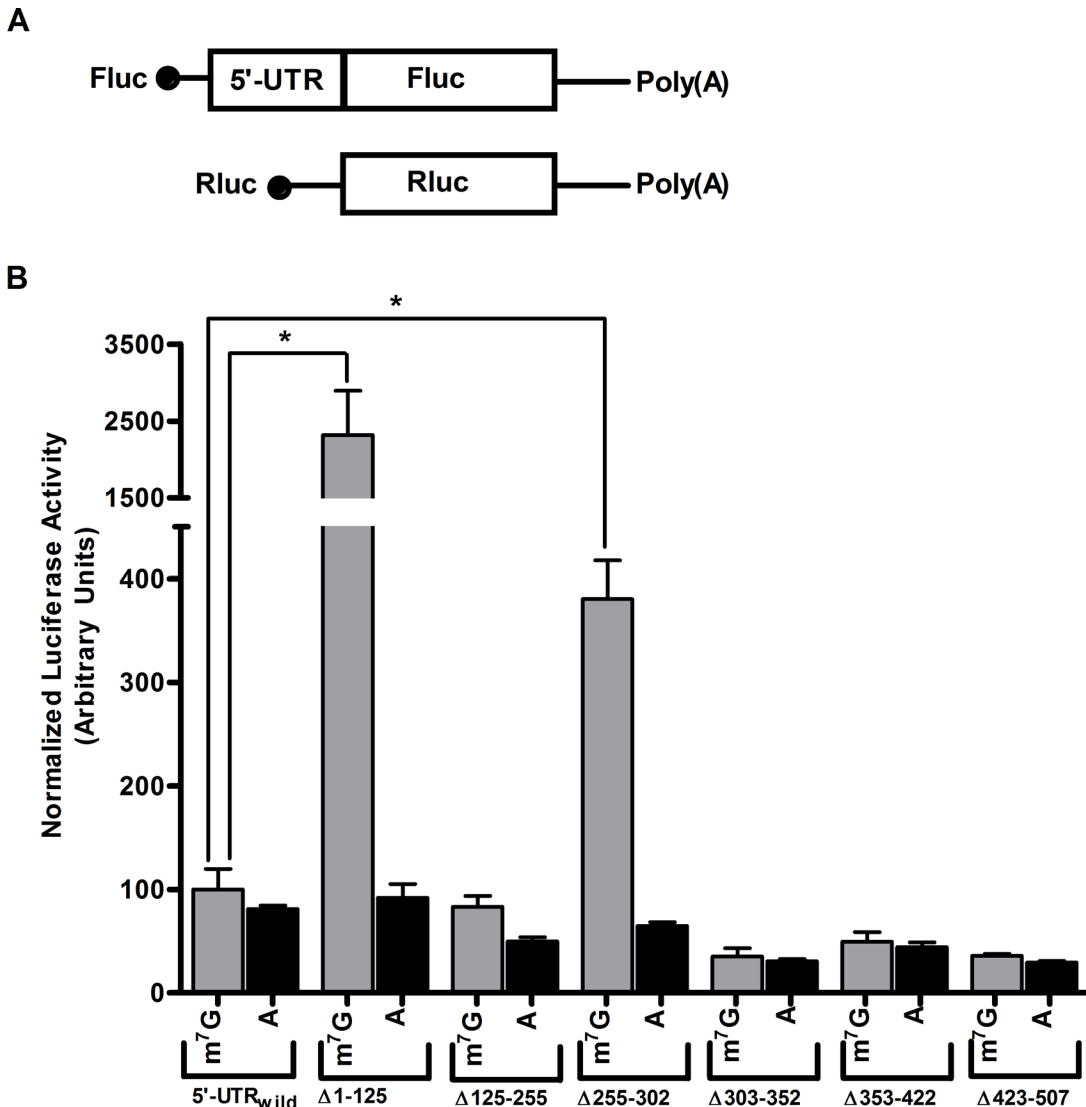 A
Fluc 5'-UTR Fluc Poly(A)
Rluc Rluc Poly(A)
B
Normalized Luciferase Activity
(Arbitrary Units)
*
*
3500
2500
1500
400
300
200
100
0
m⁷G A m⁷G A m⁷G A m⁷G A m⁷G A m⁷G A m⁷G A
5'-UTRwild Δ1-125 Δ125-255 Δ255-302 Δ303-352 Δ353-422 Δ423-507